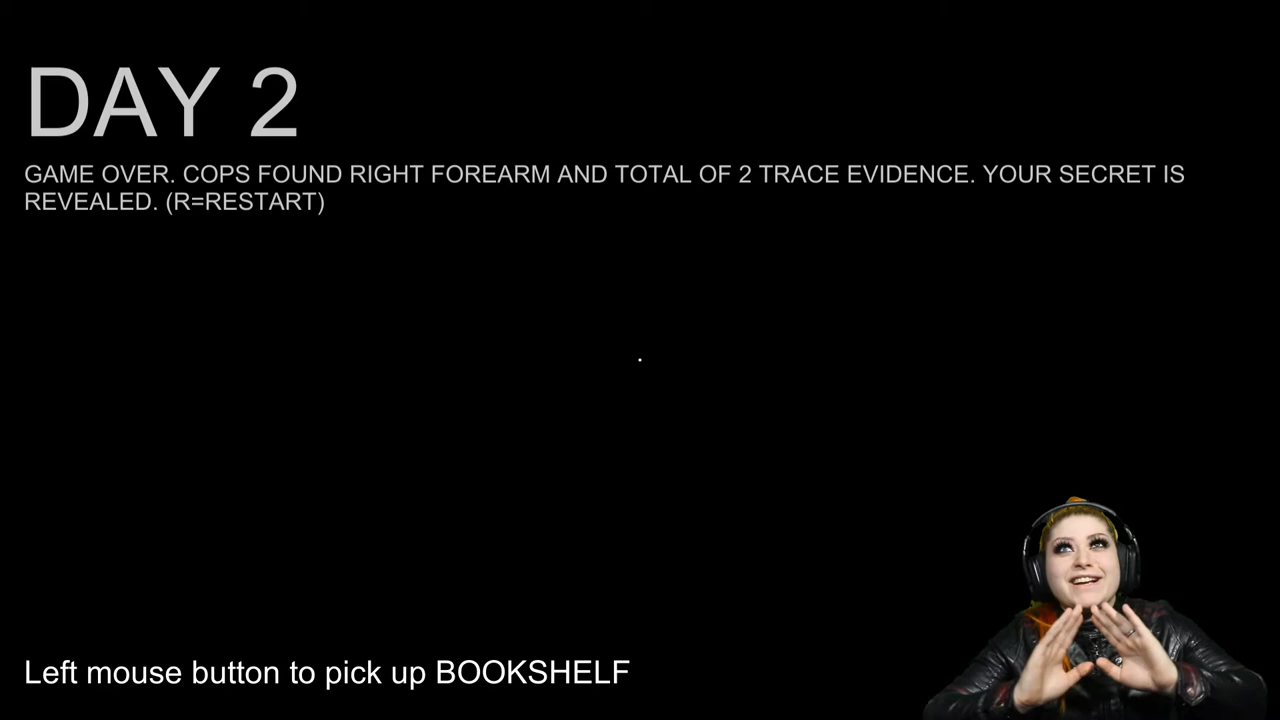 DAY 2
GAME OVER. COPS FOUND RIGHT FOREARM AND TOTAL OF 2 TRACE EVIDENCE. YOUR SECRET IS
REVEALED. (R=RESTART)
Left mouse button to pick up BOOKSHELF